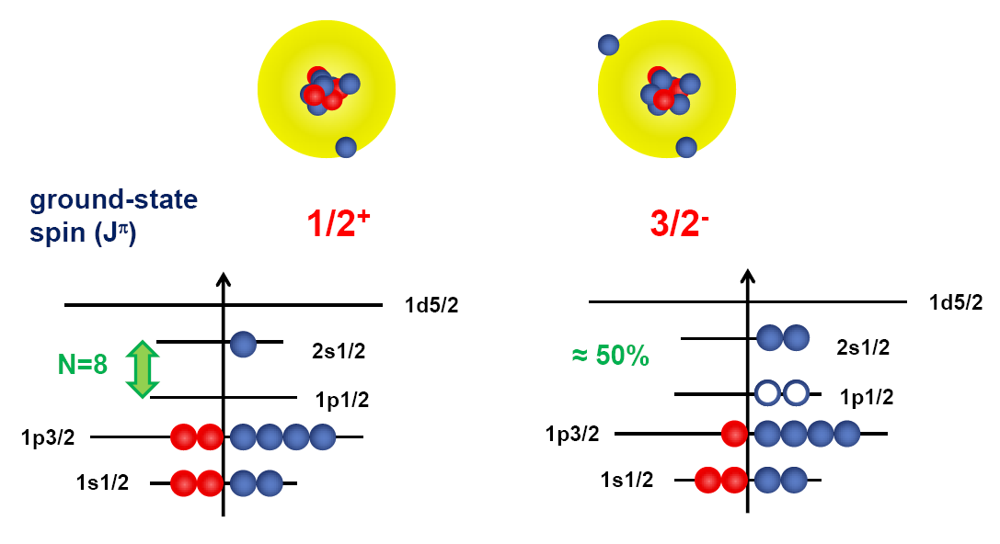 ground-state
spin (Jπ)
1/2+
3/2-
1d5/2
1d5/2
N=8
2s1/2
≈ 50%
2s1/2
1p1/2
1p1/2
1p3/2
1p3/2
1s1/2
1s1/2